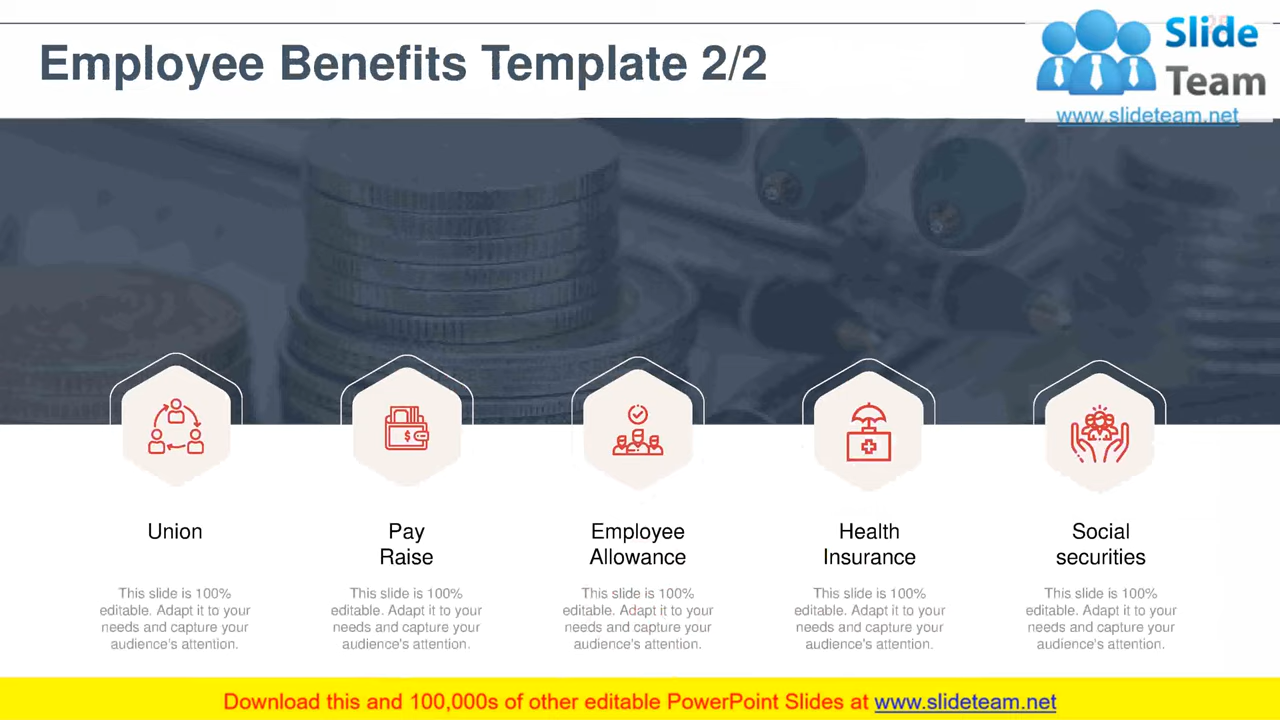 Employee Benefits Template 2/2
Slide
Team
www.slideteam.net
Union
Pay
Raise
Employee
Allowance
Health
Insurance
Social
securities
This slide is 100%
editable. Adapt it to your
needs and capture your
audience's attention.
This slide is 100%
editable. Adapt it to your
needs and capture your
audience's attention.
This slide is 100%
editable. Adapt it to your
needs and capture your
audience's attention.
This slide is 100%
editable. Adapt it to your
needs and capture your
audience's attention.
This slide is 100%
editable. Adapt it to your
needs and capture your
audience's attention.
Download this and 100,000s of other editable PowerPoint Slides at www.slideteam.net